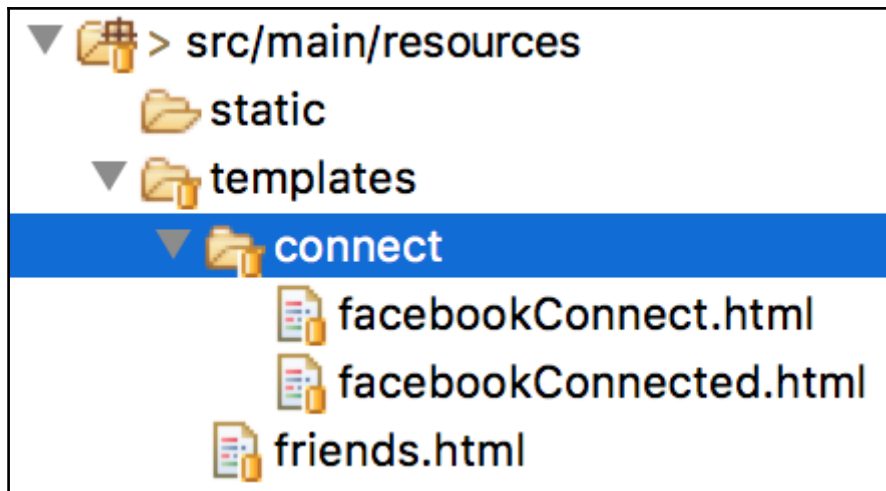 > src/main/resources
static
templates
connect
facebookConnect.html
facebookConnected.html
friends.html